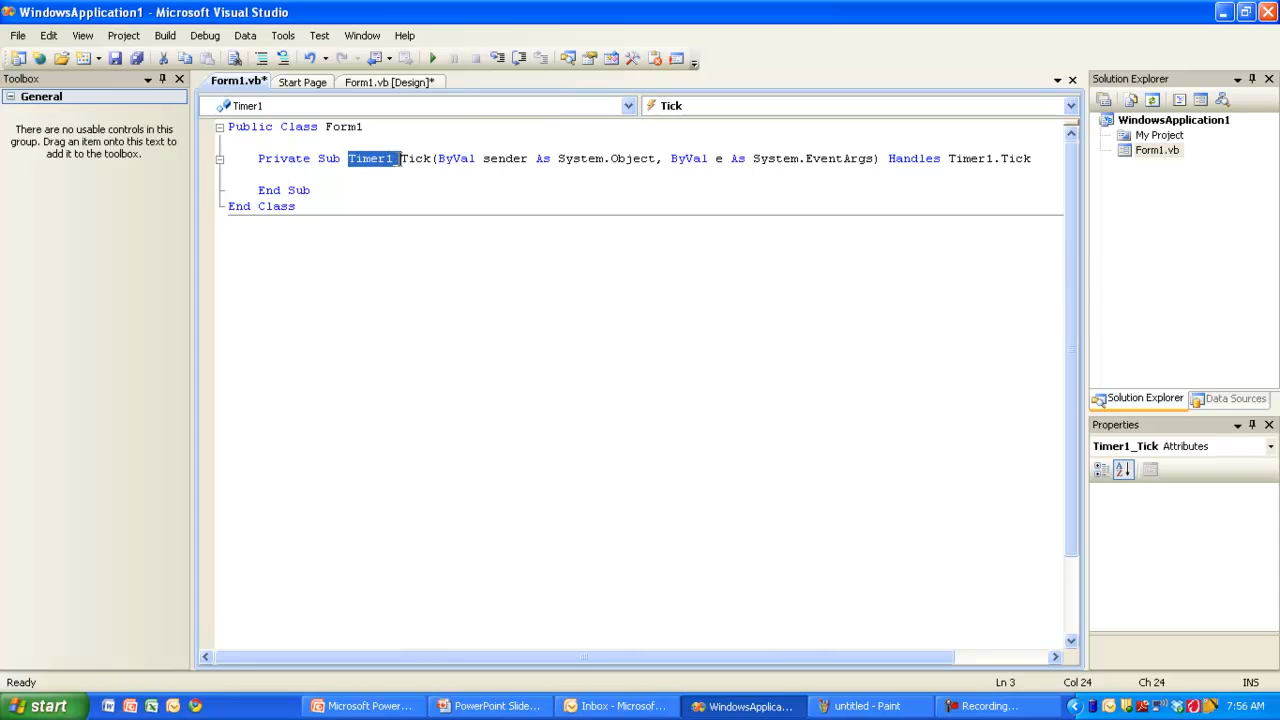 WindowsApplication1 - Microsoft Visual Studio
File Edit View Project Build Debug Data Tools Test Window Help
Toolbox
General
There are no usable controls in this
group. Drag an item onto this text to
add it to the toolbox.
Form1.vb* Start Page Form1.vb [Design]*
Timer1 Tick
Public Class Form1
Private Sub Timer1_Tick(ByVal sender As System.Object, ByVal e As System.EventArgs) Handles Timer1.Tick
End Sub
End Class
Solution Explorer
WindowsApplication1
My Project
Form1.vb
Solution Explorer Data Sources
Properties
Timer1_Tick Attributes
Ready Ln 3 Col 24 Ch 24 INS
start Microsoft Power... PowerPoint Slide... Inbox - Microsof... WindowsApplica... untitled - Paint Recording... 7:56 AM